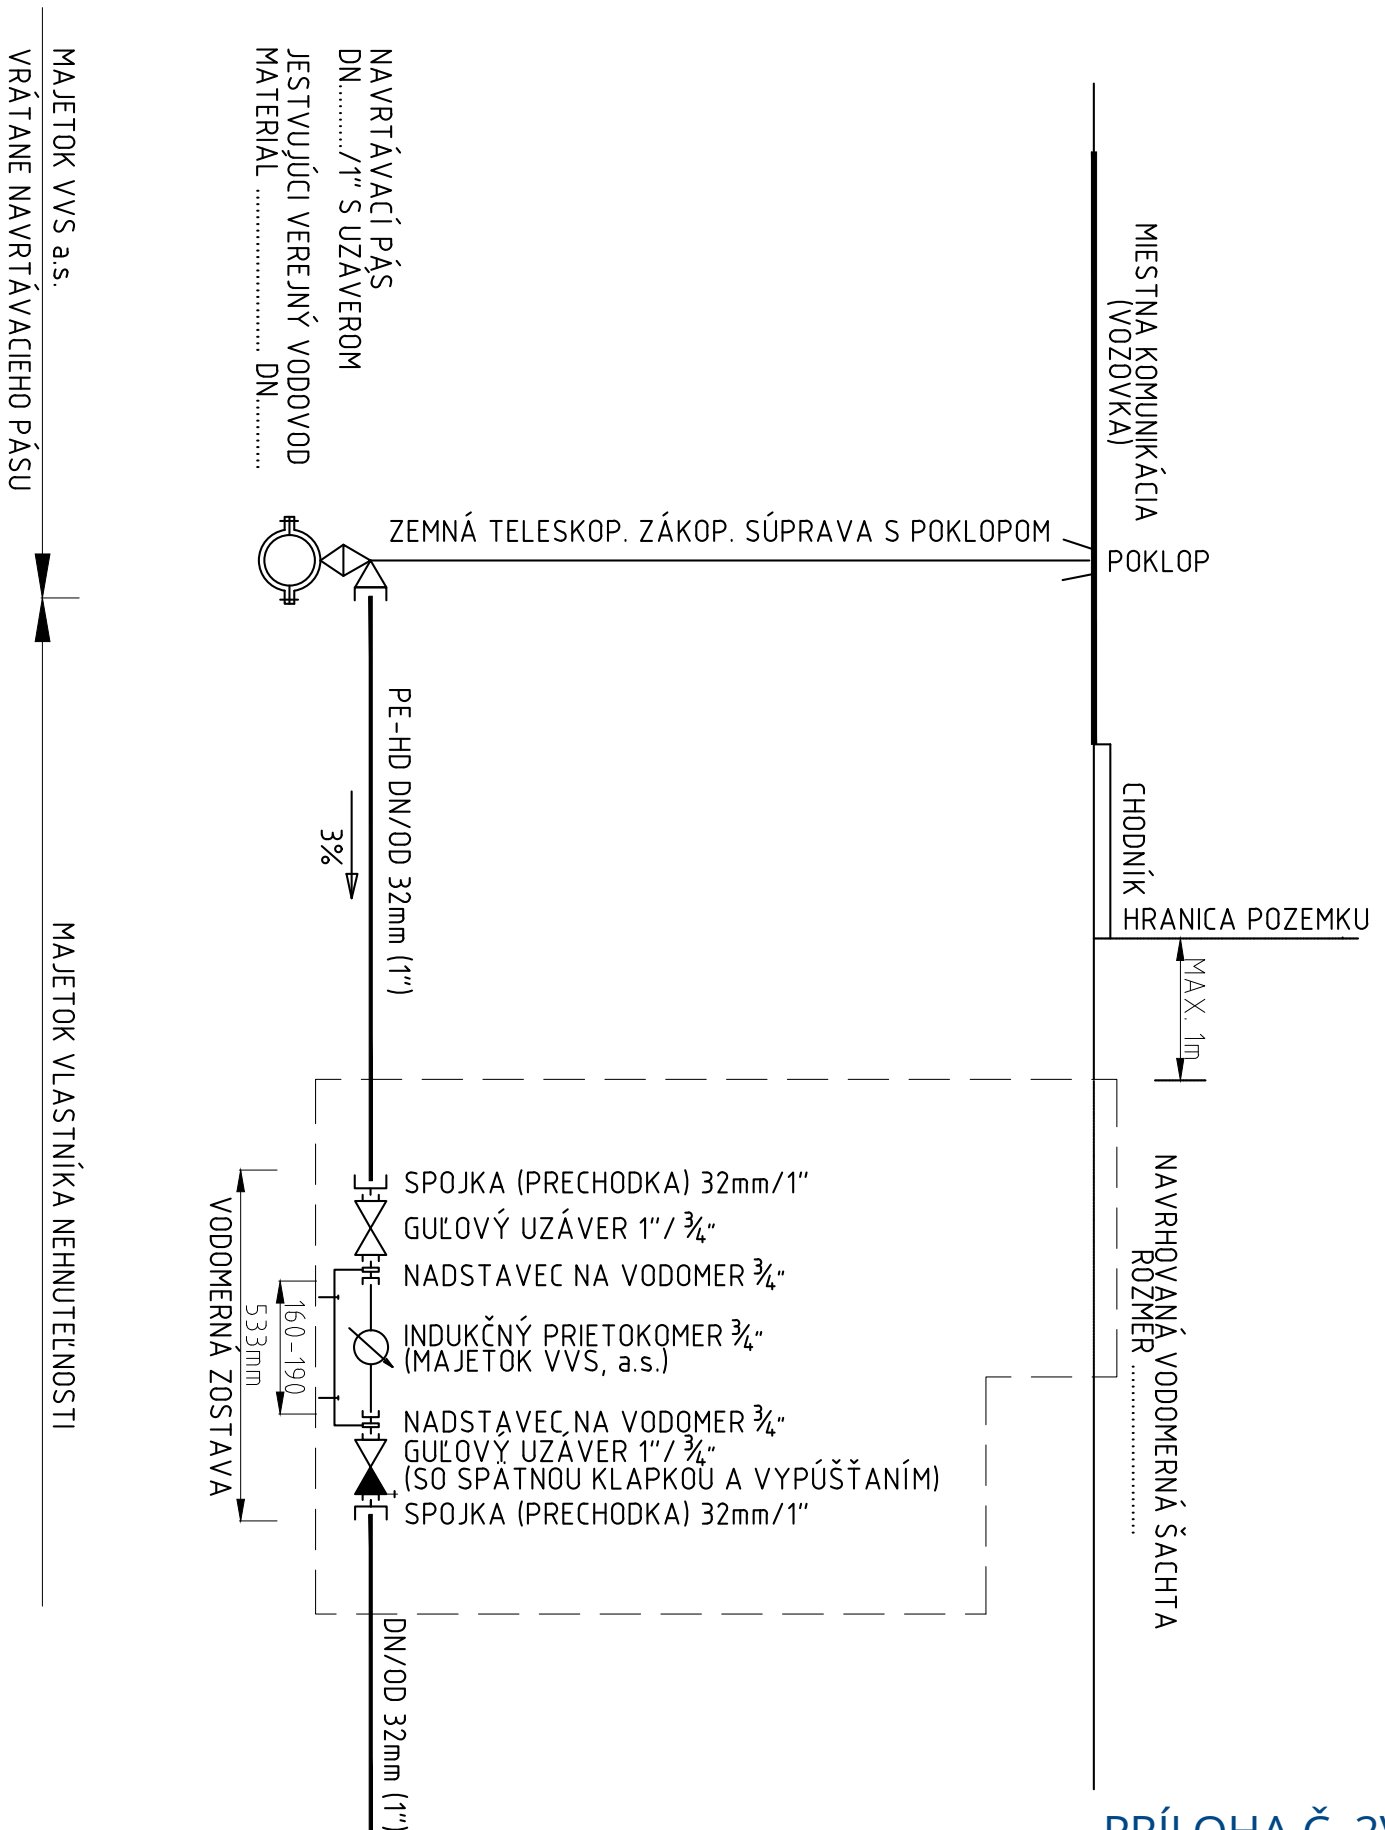 MIESTNA KOMUNIKÁCIA
(VOZOVKA)
POKLOP
CHODNÍK
HRANICA POZEMKU
MAX. 1m
NAVRHOVANÁ VODOMERNÁ ŠACHTA
ROZMER ..............................
ZEMNÁ TELESKOP. ZÁKOP. SÚPRAVA S POKLOPOM
NAVRTÁVACÍ PÁS
DN........../1" S UZÁVEROM
JESTVUJÚCI VEREJNÝ VODOVOD
MATERIAL .............................. DN..............
PE-HD DN/OD 32mm (1")
3%
SPOJKA (PRECHODKA) 32mm/1"
GUĽOVÝ UZÁVER 1"/ ¾"
NADSTAVEC NA VODOMER ¾"
INDUKČNÝ PRIETOKOMER ¾"
(MAJETOK VVS, a.s.)
NADSTAVEC NA VODOMER ¾"
GUĽOVÝ UZÁVER 1"/ ¾"
(SO SPÄTNOU KLAPKOU A VYPÚŠŤANÍM)
SPOJKA (PRECHODKA) 32mm/1"
DN/OD 32mm (1")
160-190
533mm
VODOMERNÁ ZOSTAVA
MAJETOK VVS a.s.
VRÁTANE NAVRTÁVACIEHO PÁSU
MAJETOK VLASTNÍKA NEHNUTEĽNOSTI
PRÍLOHA Č. 2V